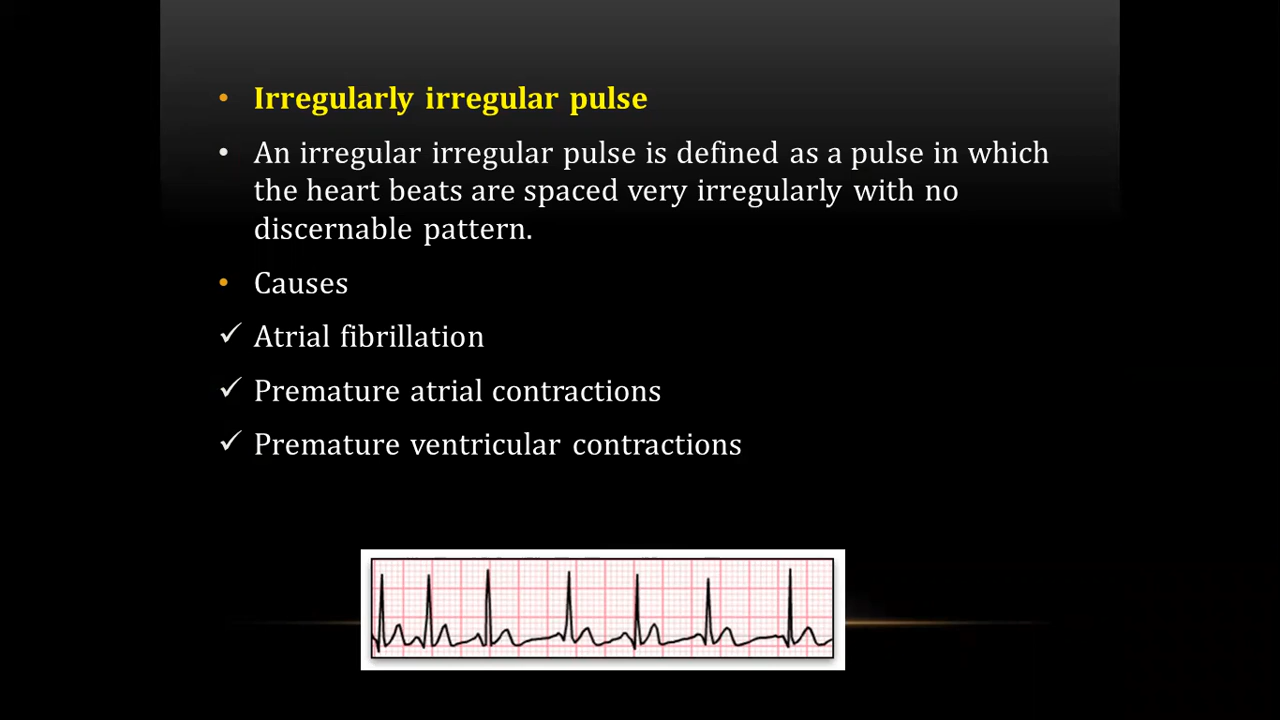 Irregularly irregular pulse
An irregular irregular pulse is defined as a pulse in which
the heart beats are spaced very irregularly with no
discernable pattern.
Causes
Atrial fibrillation
Premature atrial contractions
Premature ventricular contractions